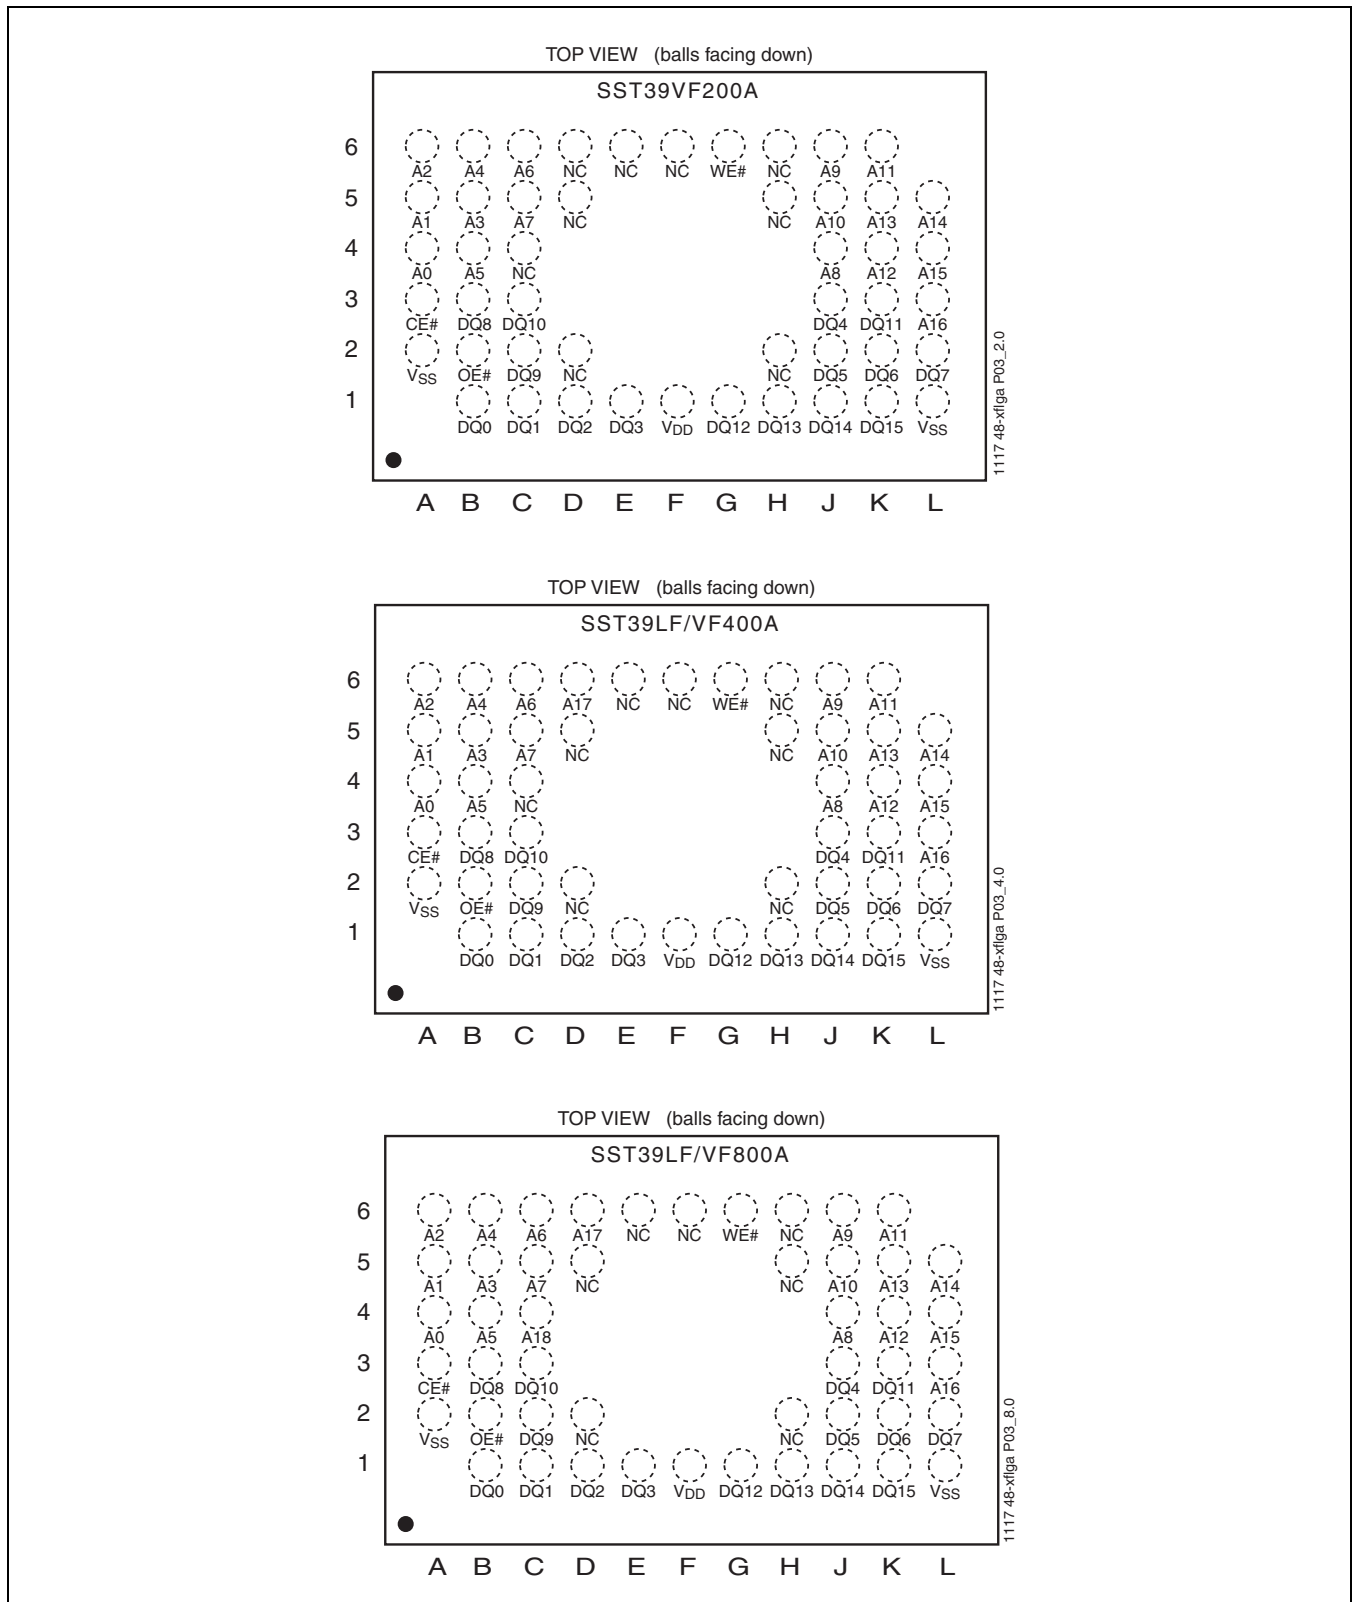 TOP VIEW (balls facing down)
SST39VF200A
6
A2 A4 A6 NC NC NC WE# NC A9 A11
5
A1 A3 A7 NC NC A10 A13 A14
4
A0 A5 NC A8 A12 A15
3
CE# DQ8 DQ10 DQ4 DQ11 A16
2
VSS OE# DQ9 NC NC DQ5 DQ6 DQ7
1
DQ0 DQ1 DQ2 DQ3 VDD DQ12 DQ13 DQ14 DQ15 VSS
1117 48-xflga P03_2.0
A B C D E F G H J K L
TOP VIEW (balls facing down)
SST39LF/VF400A
6
A2 A4 A6 A17 NC NC WE# NC A9 A11
5
A1 A3 A7 NC NC A10 A13 A14
4
A0 A5 NC A8 A12 A15
3
CE# DQ8 DQ10 DQ4 DQ11 A16
2
VSS OE# DQ9 NC NC DQ5 DQ6 DQ7
1
DQ0 DQ1 DQ2 DQ3 VDD DQ12 DQ13 DQ14 DQ15 VSS
1117 48-xflga P03_4.0
A B C D E F G H J K L
TOP VIEW (balls facing down)
SST39LF/VF800A
6
A2 A4 A6 A17 NC NC WE# NC A9 A11
5
A1 A3 A7 NC NC A10 A13 A14
4
A0 A5 A18 A8 A12 A15
3
CE# DQ8 DQ10 DQ4 DQ11 A16
2
VSS OE# DQ9 NC NC DQ5 DQ6 DQ7
1
DQ0 DQ1 DQ2 DQ3 VDD DQ12 DQ13 DQ14 DQ15 VSS
1117 48-xflga P03_8.0
A B C D E F G H J K L